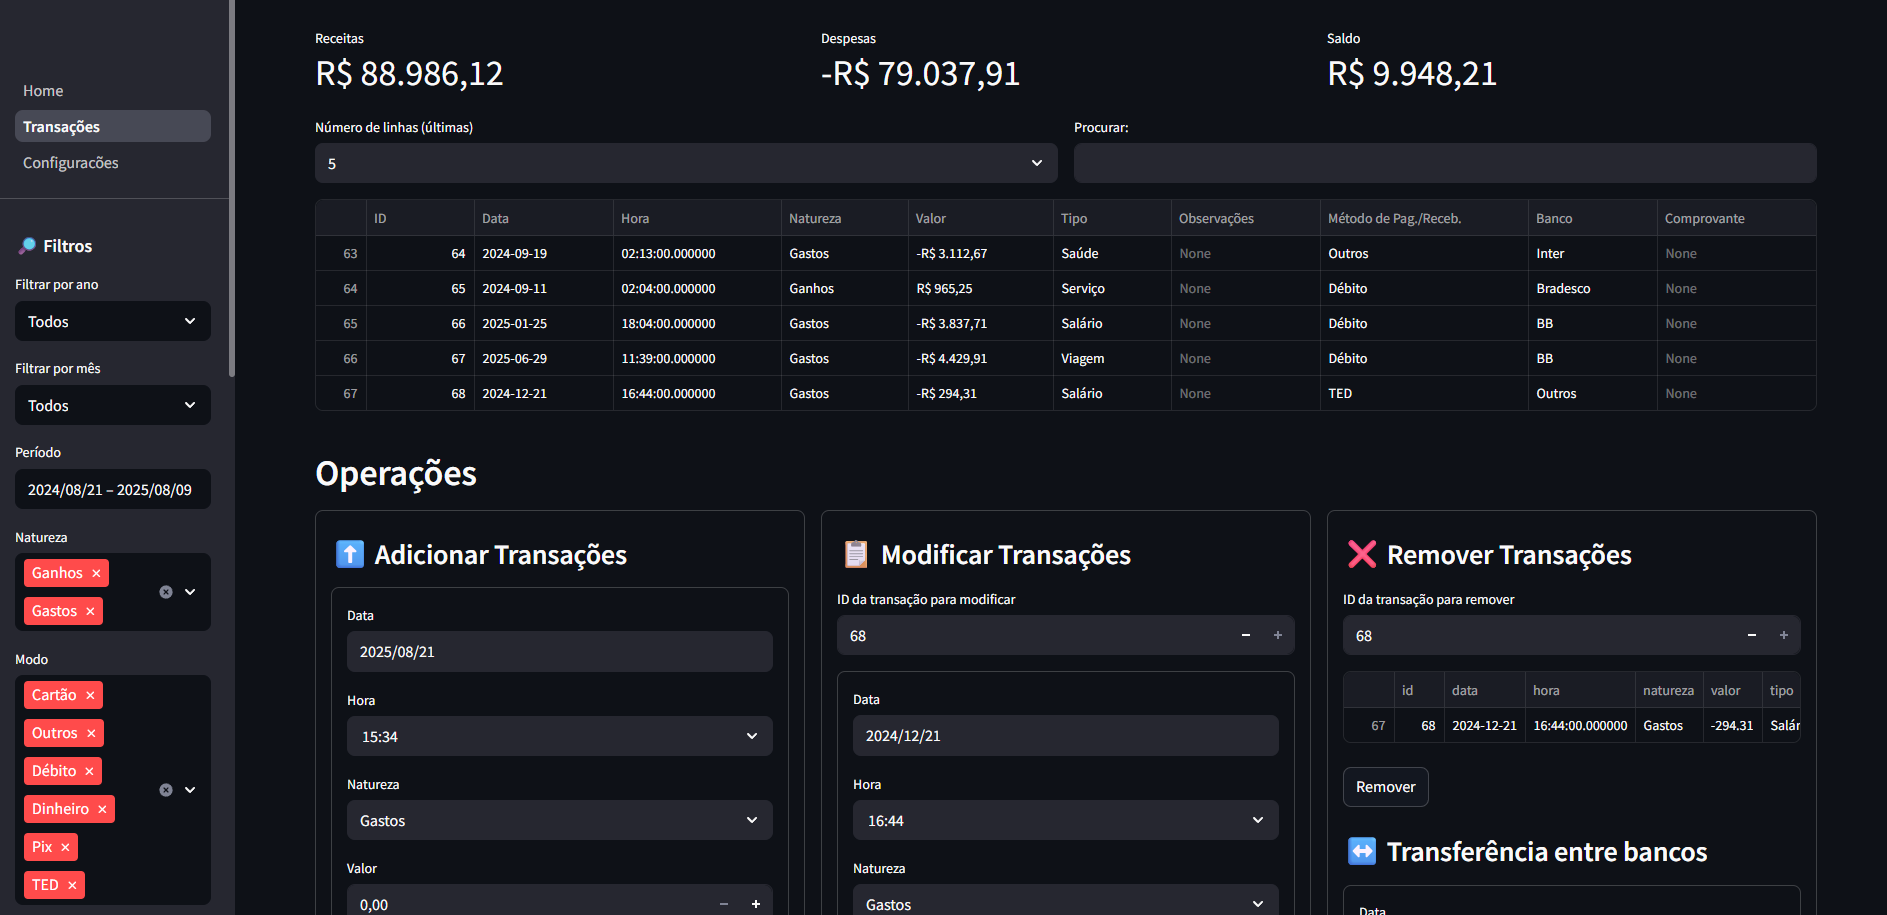 Home
Transações
Configuracões
Filtros
Filtrar por ano
Todos
Filtrar por mês
Todos
Período
2024/08/21 – 2025/08/09
Natureza
Ganhos
Gastos
Modo
Cartão
Outros
Débito
Dinheiro
Pix
TED
Receitas Despesas Saldo
R$ 88.986,12 -R$ 79.037,91 R$ 9.948,21
Número de linhas (últimas) Procurar:
5
ID Data Hora Natureza Valor Tipo Observações Método de Pag./Receb. Banco Comprovante
63 64 2024-09-19 02:13:00.000000 Gastos -R$ 3.112,67 Saúde None Outros Inter None
64 65 2024-09-11 02:04:00.000000 Ganhos R$ 965,25 Serviço None Débito Bradesco None
65 66 2025-01-25 18:04:00.000000 Gastos -R$ 3.837,71 Salário None Débito BB None
66 67 2025-06-29 11:39:00.000000 Gastos -R$ 4.429,91 Viagem None Débito BB None
67 68 2024-12-21 16:44:00.000000 Gastos -R$ 294,31 Salário None TED Outros None
Operações
Adicionar Transações
Data
2025/08/21
Hora
15:34
Natureza
Gastos
Valor
0,00
Modificar Transações
ID da transação para modificar
68
Data
2024/12/21
Hora
16:44
Natureza
Gastos
Remover Transações
ID da transação para remover
68
id data hora natureza valor tipo
67 68 2024-12-21 16:44:00.000000 Gastos -294.31 Salár
Remover
Transferência entre bancos
Data